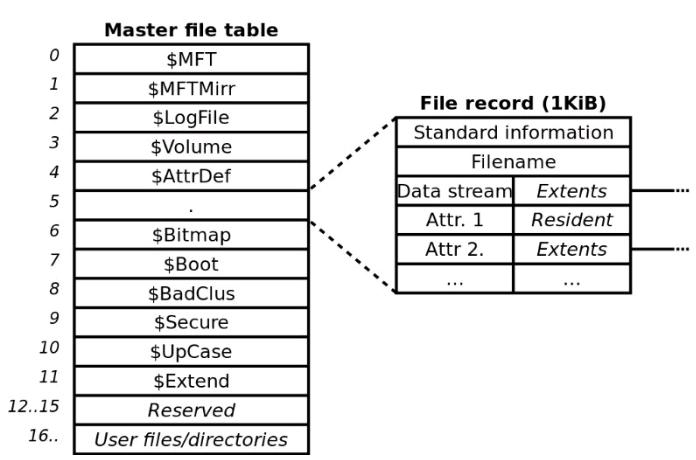 Master file table
0 $MFT
1 $MFTMirr
2 $LogFile
3 $Volume
4 $AttrDef
5 .
6 $Bitmap
7 $Boot
8 $BadClus
9 $Secure
10 $UpCase
11 $Extend
12..15 Reserved
16.. User files/directories
File record (1KiB)
Standard information
Filename
Data stream Extents
Attr. 1 Resident
Attr 2. Extents
... ...